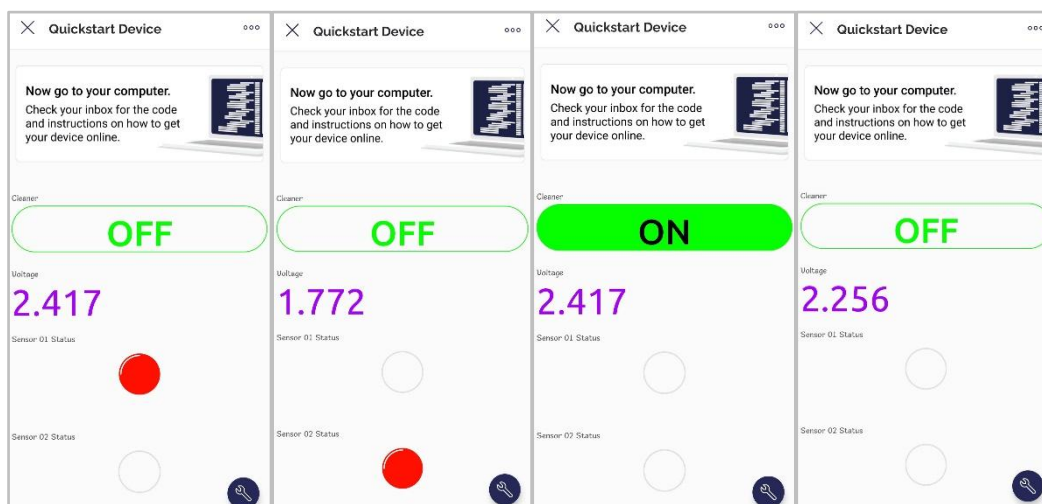 Quickstart Device
Now go to your computer.
Check your inbox for the code
and instructions on how to get
your device online.
Cleaner
OFF
Voltage
2.417
Sensor 01 Status
Sensor 02 Status
Quickstart Device
Now go to your computer.
Check your inbox for the code
and instructions on how to get
your device online.
Cleaner
OFF
Voltage
1.772
Sensor 01 Status
Sensor 02 Status
Quickstart Device
Now go to your computer.
Check your inbox for the code
and instructions on how to get
your device online.
Cleaner
ON
Voltage
2.417
Sensor 01 Status
Sensor 02 Status
Quickstart Device
Now go to your computer.
Check your inbox for the code
and instructions on how to get
your device online.
Cleaner
OFF
Voltage
2.256
Sensor 01 Status
Sensor 02 Status